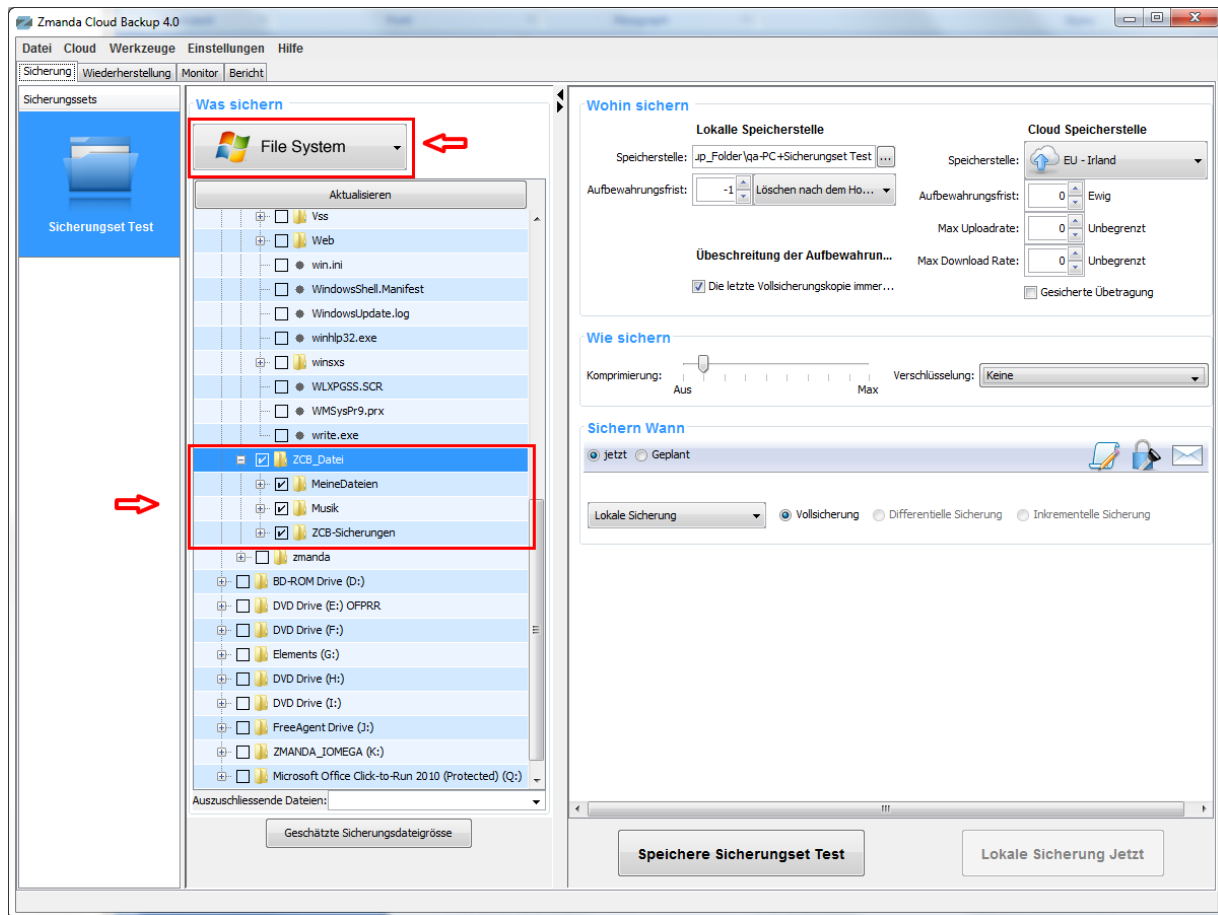 Zmanda Cloud Backup 4.0
Datei Cloud Werkzeuge Einstellungen Hilfe
Sicherung Wiederherstellung Monitor Bericht
Sicherungssets
Sicherungset Test
Was sichern
File System
Aktualisieren
Vss
Web
win.ini
WindowsShell.Manifest
WindowsUpdate.log
winhlp32.exe
winsxs
WLXPGSS.SCR
WMSysPr9.prx
write.exe
ZCB_Datei
MeineDateien
Musik
ZCB-Sicherungen
zmanda
BD-ROM Drive (D:)
DVD Drive (E:) OFPRR
DVD Drive (F:)
Elements (G:)
DVD Drive (H:)
DVD Drive (I:)
FreeAgent Drive (J:)
ZMANDA_IOMEGA (K:)
Microsoft Office Click-to-Run 2010 (Protected) (Q:)
Auszuschliessende Dateien:
Geschätzte Sicherungsdateigrösse
Wohin sichern
Lokalle Speicherstelle
Speicherstelle: up_Folder\qa-PC+Sicherungset Test ...
Aufbewahrungsfrist: -1 Löschen nach dem Ho...
Übeschreitung der Aufbewahrun...
Die letzte Vollsicherungskopie immer...
Cloud Speicherstelle
Speicherstelle: EU - Irland
Aufbewahrungsfrist: 0 Ewig
Max Uploadrate: 0 Unbegrenzt
Max Download Rate: 0 Unbegrenzt
Gesicherte Übetragung
Wie sichern
Komprimierung: Aus Max Verschlüsselung: Keine
Sichern Wann
jetzt Geplant
Lokale Sicherung Vollsicherung Differentielle Sicherung Inkrementelle Sicherung
Speichere Sicherungset Test Lokale Sicherung Jetzt